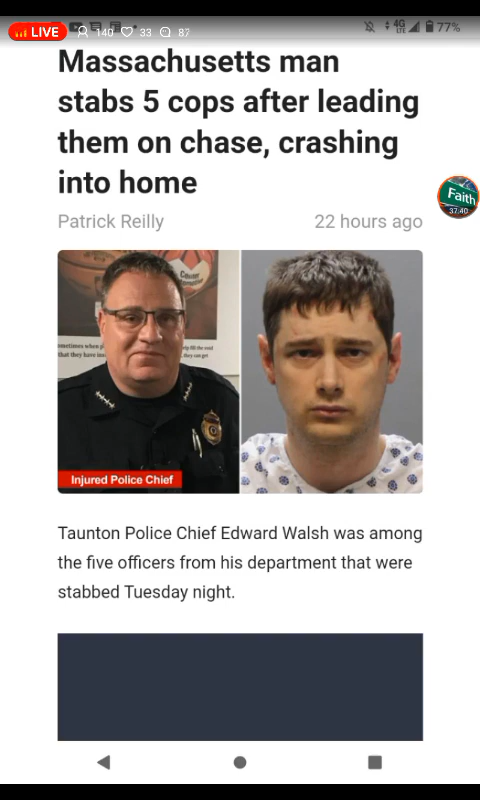 LIVE 140 33 87
4G
LTE
77%
Massachusetts man
stabs 5 cops after leading
them on chase, crashing
into home
Patrick Reilly 22 hours ago
Faith
37:40
Injured Police Chief
Taunton Police Chief Edward Walsh was among
the five officers from his department that were
stabbed Tuesday night.